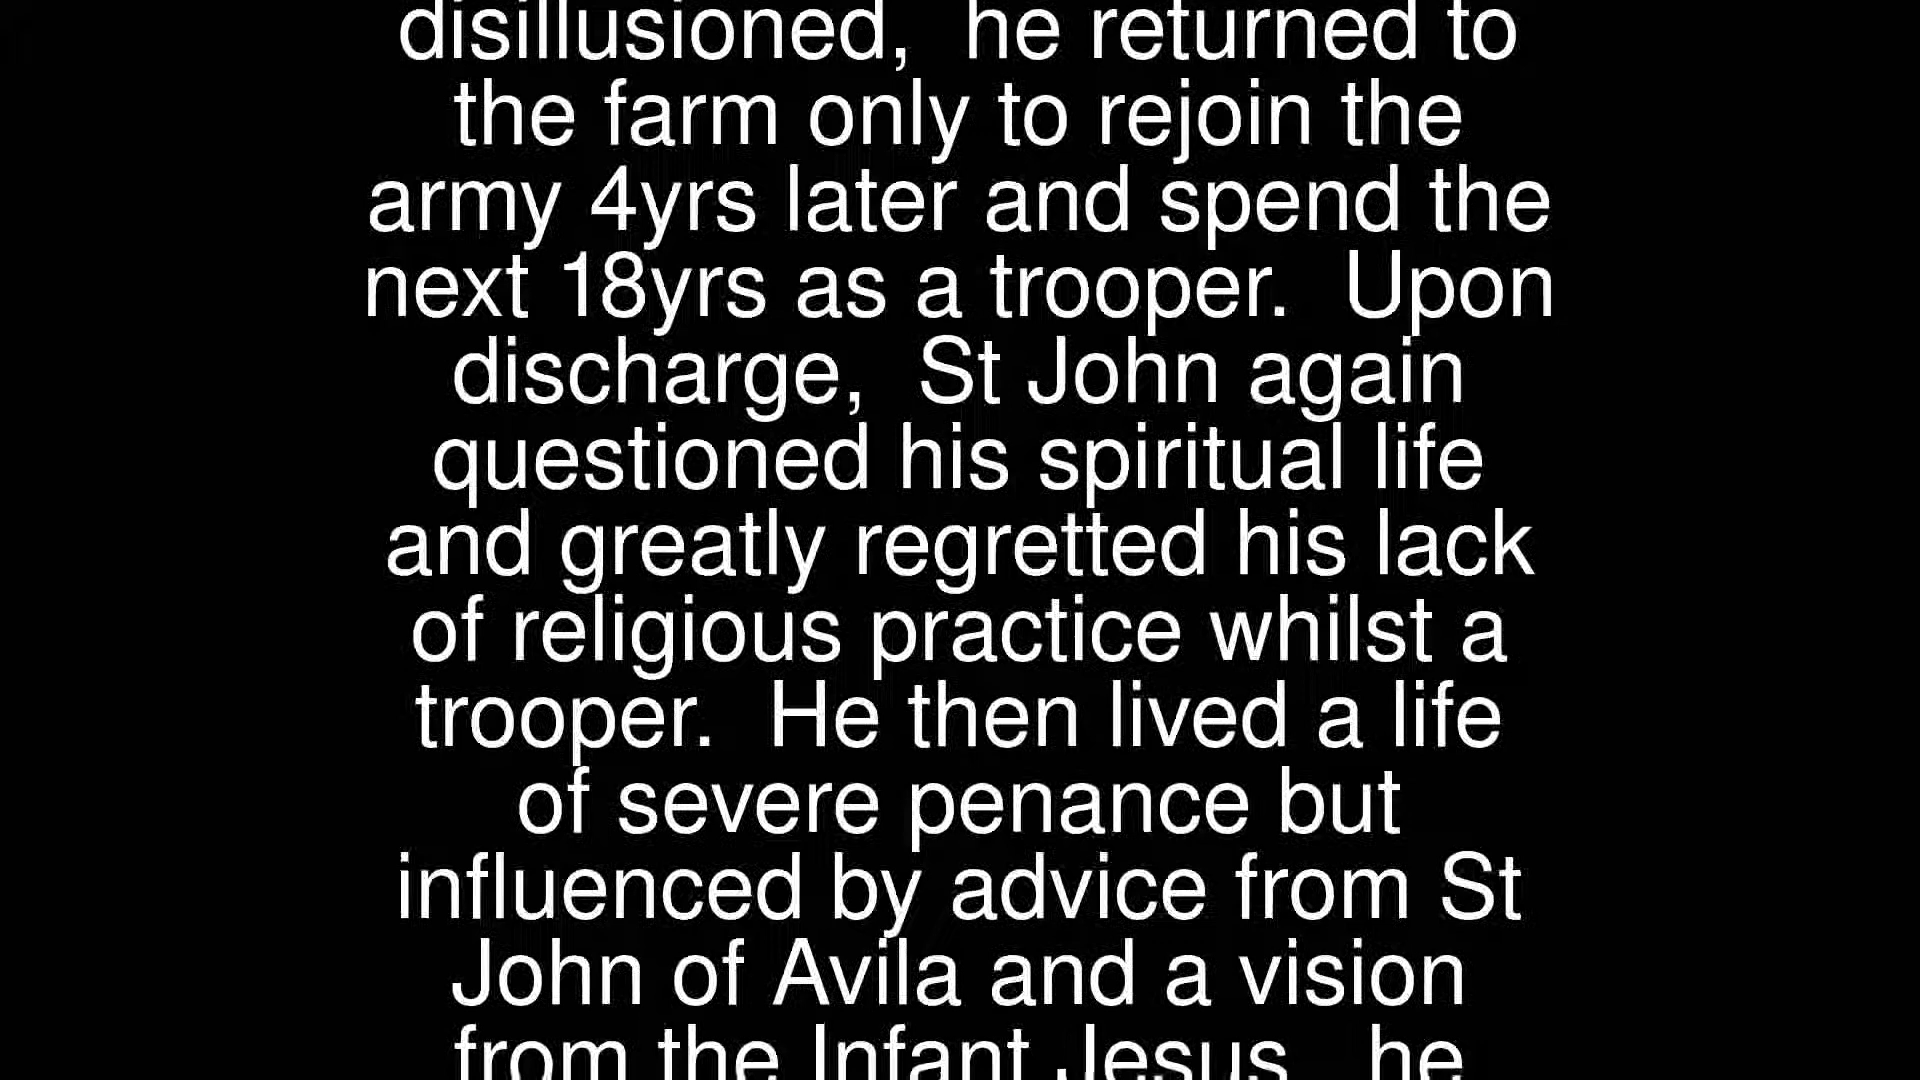 disillusioned,  he returned to
the farm only to rejoin the
army 4yrs later and spend the
next 18yrs as a trooper.  Upon
discharge,  St John again
questioned his spiritual life
and greatly regretted his lack
of religious practice whilst a
trooper.  He then lived a life
of severe penance but
influenced by advice from St
John of Avila and a vision
from the Infant Jesus,  he